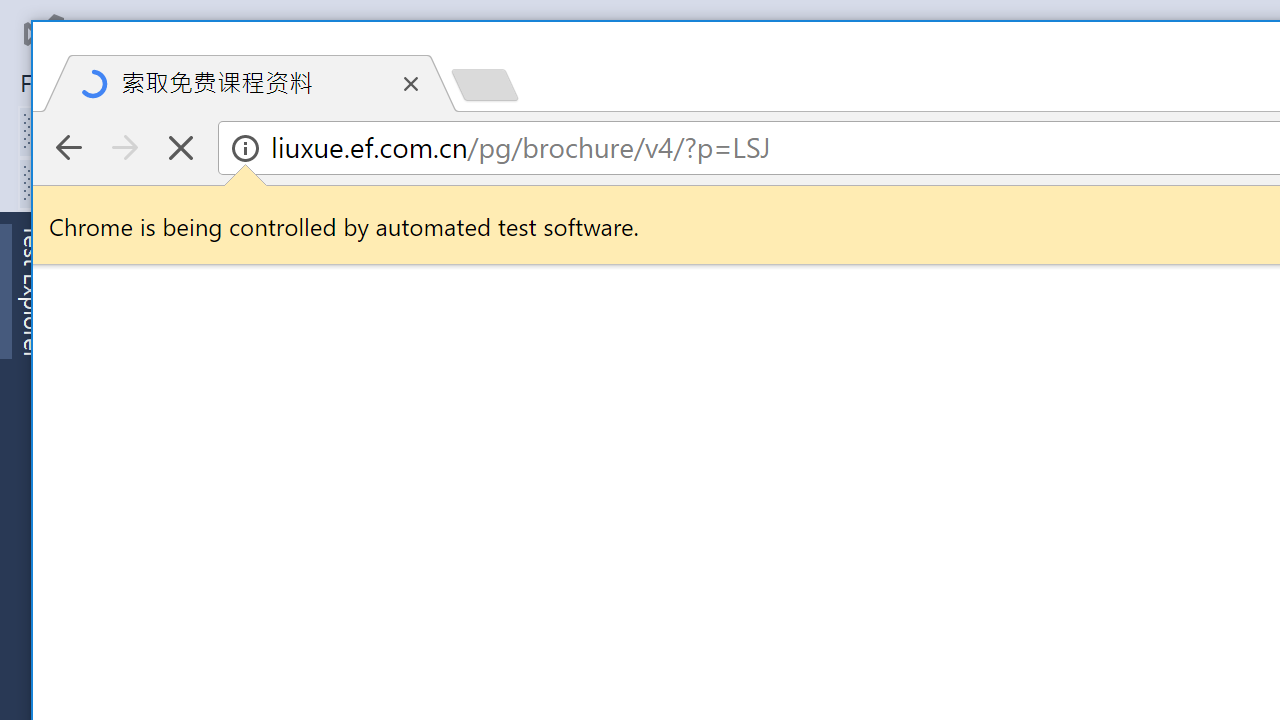 索取免费课程资料
liuxue.ef.com.cn/pg/brochure/v4/?p=LSJ
Chrome is being controlled by automated test software.
Test Explorer